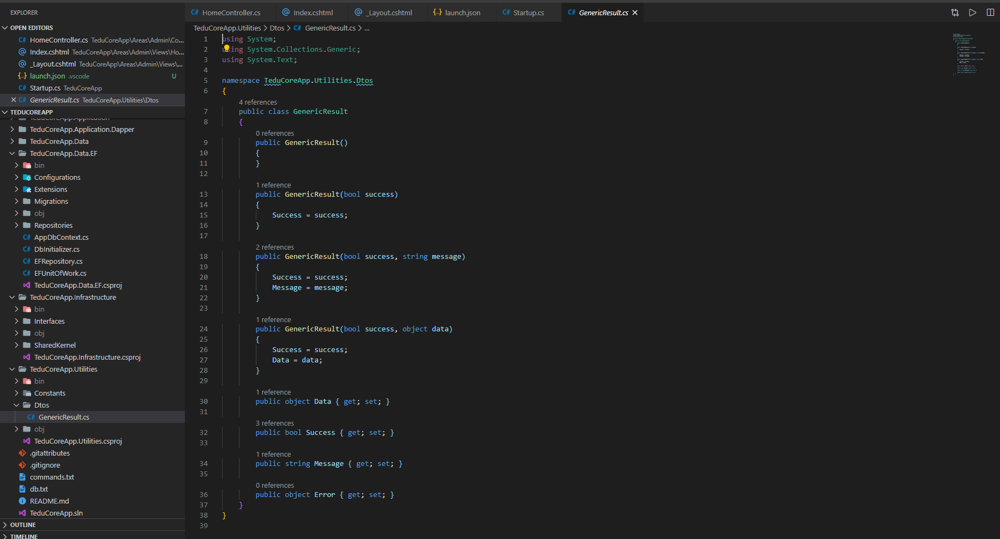 EXPLORER
OPEN EDITORS
C# HomeController.cs TeduCoreApp\Areas\Admin\Co...
@ Index.cshtml TeduCoreApp\Areas\Admin\Views\Ho...
@ _Layout.cshtml TeduCoreApp\Areas\Admin\Views\...
{..} launch.json .vscode U
C# Startup.cs TeduCoreApp
C# GenericResult.cs TeduCoreApp.Utilities\Dtos
TEDUCOREAPP
TeduCoreApp.Application
TeduCoreApp.Application.Dapper
TeduCoreApp.Data
TeduCoreApp.Data.EF
bin
Configurations
Extensions
Migrations
obj
Repositories
C# AppDbContext.cs
C# DbInitializer.cs
C# EFRepository.cs
C# EFUnitOfWork.cs
TeduCoreApp.Data.EF.csproj
TeduCoreApp.Infrastructure
bin
Interfaces
obj
SharedKernel
TeduCoreApp.Infrastructure.csproj
TeduCoreApp.Utilities
bin
Constants
Dtos
C# GenericResult.cs
obj
TeduCoreApp.Utilities.csproj
.gitattributes
.gitignore
commands.txt
db.txt
README.md
TeduCoreApp.sln
OUTLINE
TIMELINE
C# HomeController.cs @ Index.cshtml @ _Layout.cshtml {..} launch.json C# Startup.cs C# GenericResult.cs
TeduCoreApp.Utilities > Dtos > C# GenericResult.cs > ...
1 using System;
2 using System.Collections.Generic;
3 using System.Text;
4
5 namespace TeduCoreApp.Utilities.Dtos
6 {
4 references
7 public class GenericResult
8 {
0 references
9 public GenericResult()
10 {
11 }
12
1 reference
13 public GenericResult(bool success)
14 {
15 Success = success;
16 }
17
2 references
18 public GenericResult(bool success, string message)
19 {
20 Success = success;
21 Message = message;
22 }
23
1 reference
24 public GenericResult(bool success, object data)
25 {
26 Success = success;
27 Data = data;
28 }
29
1 reference
30 public object Data { get; set; }
31
3 references
32 public bool Success { get; set; }
33
1 reference
34 public string Message { get; set; }
35
0 references
36 public object Error { get; set; }
37 }
38 }
39